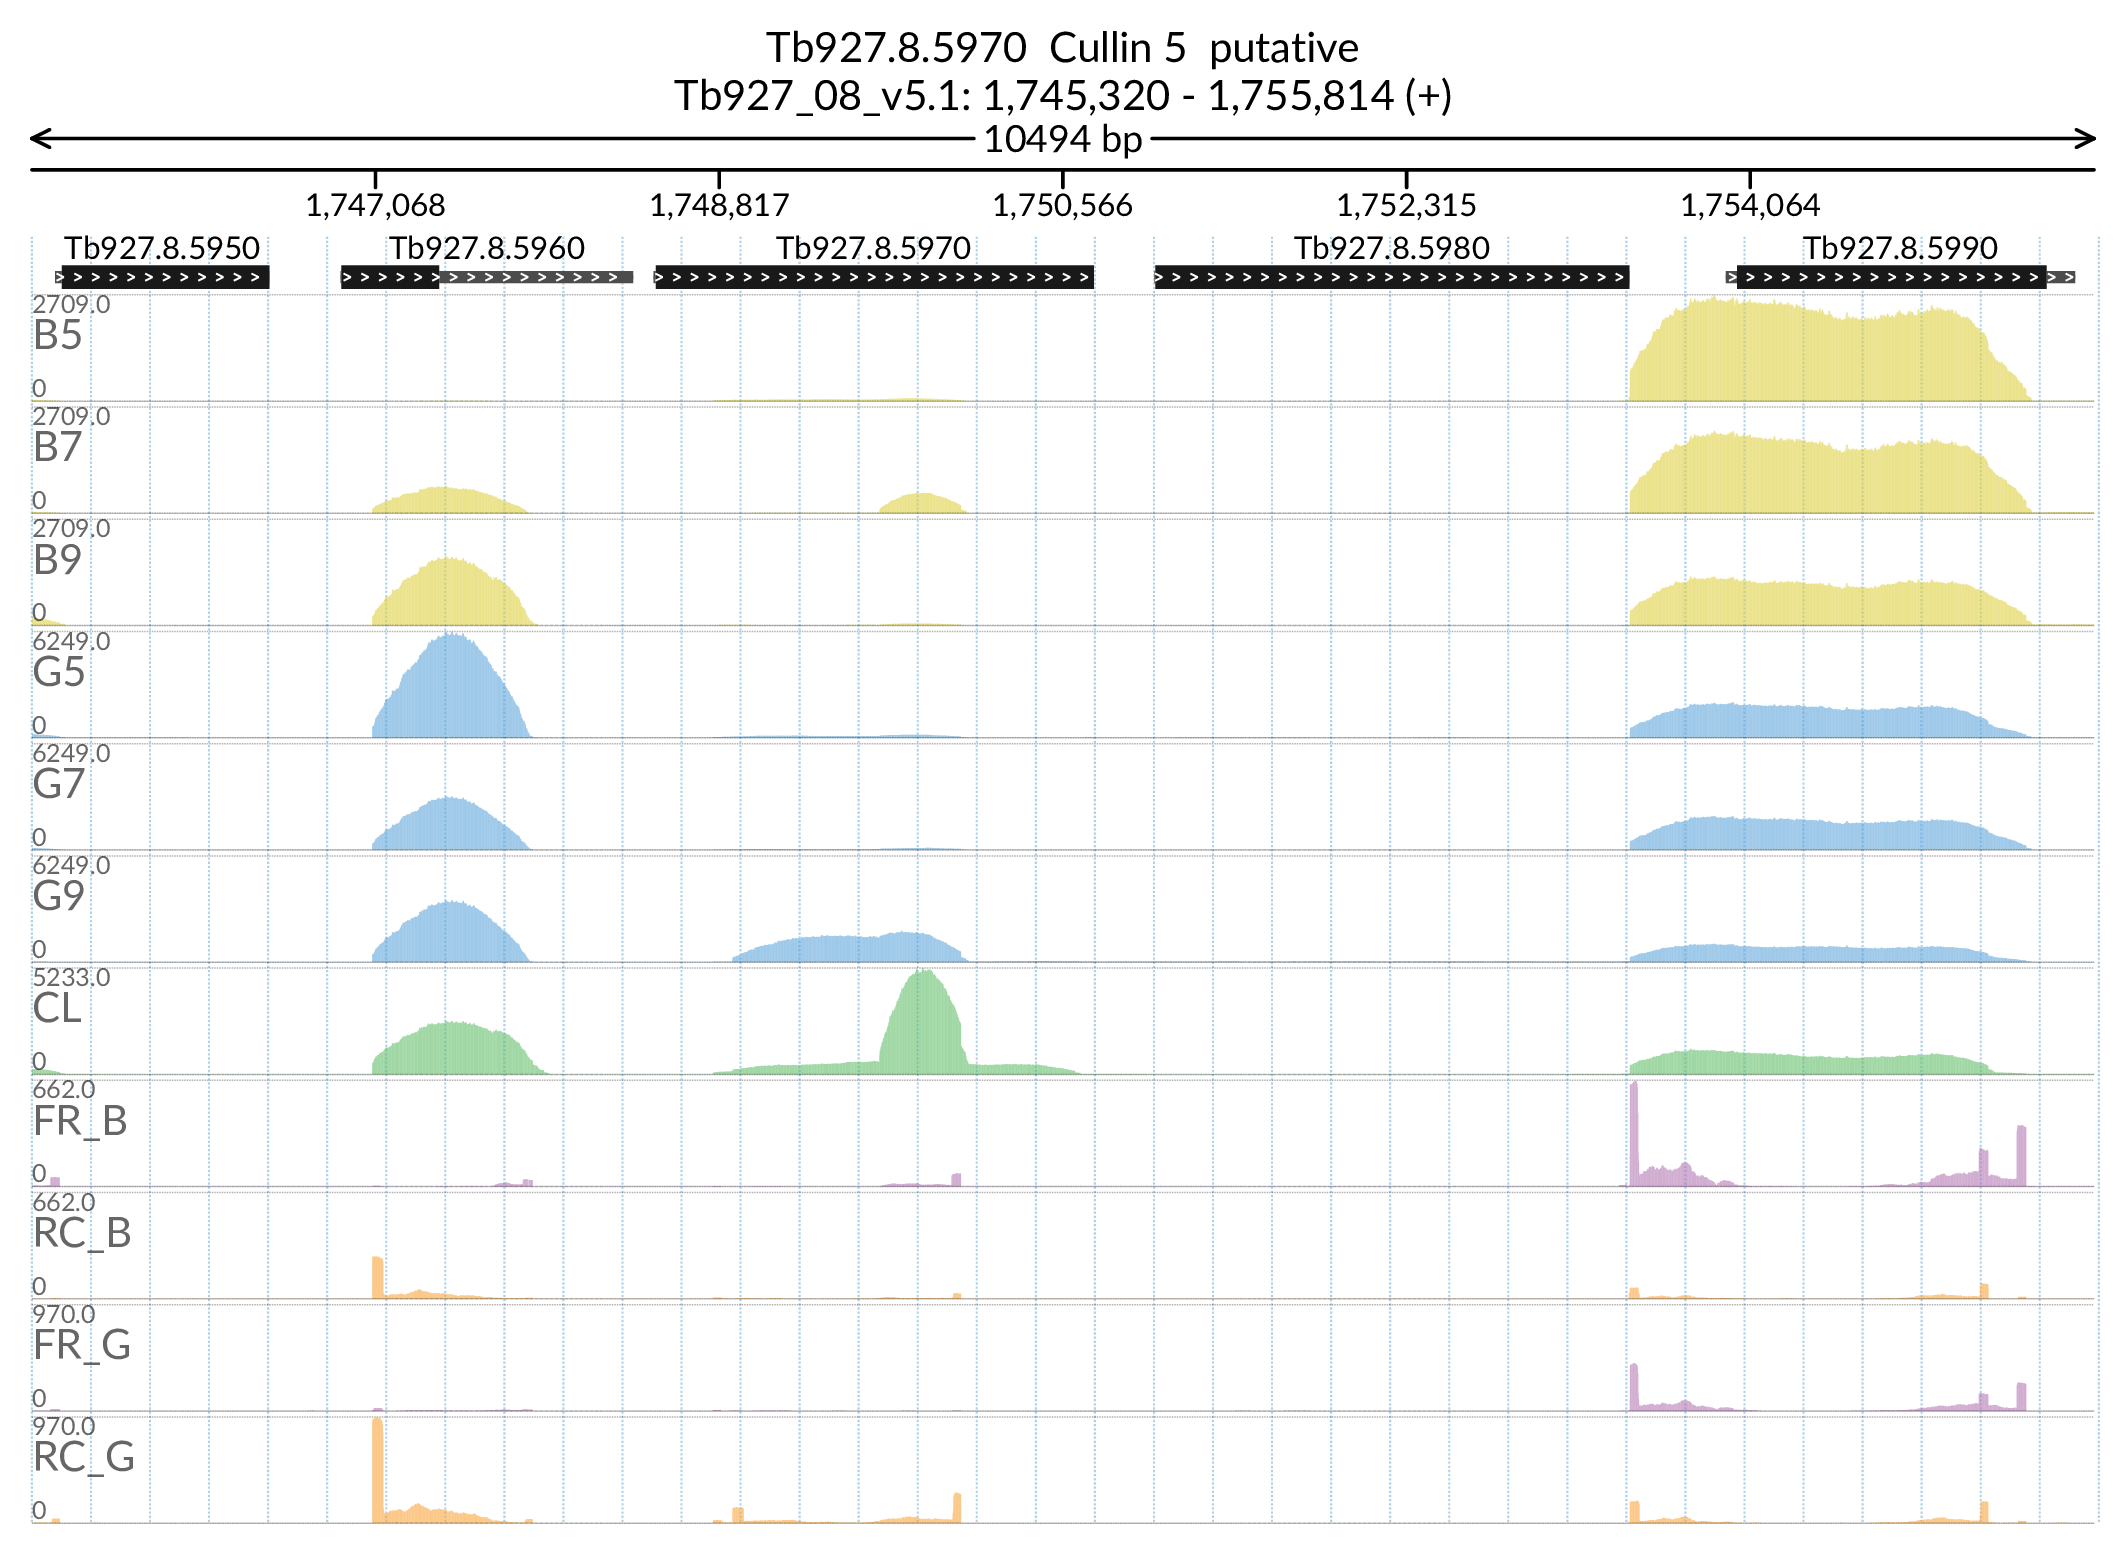 Tb927.8.5970  Cullin 5  putative
Tb927_08_v5.1: 1,745,320 - 1,755,814 (+)
10494 bp
1,747,068 1,748,817 1,750,566 1,752,315 1,754,064
Tb927.8.5950 Tb927.8.5960 Tb927.8.5970 Tb927.8.5980 Tb927.8.5990
2709.0
B5
0
2709.0
B7
0
2709.0
B9
0
6249.0
G5
0
6249.0
G7
0
6249.0
G9
0
5233.0
CL
0
662.0
FR_B
0
662.0
RC_B
0
970.0
FR_G
0
970.0
RC_G
0